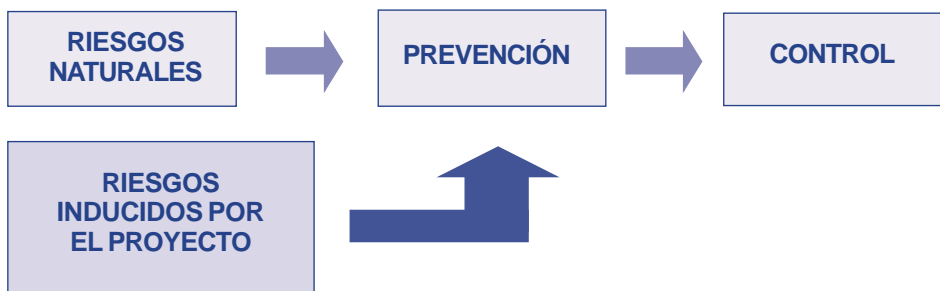 RIESGOS
NATURALES
PREVENCIÓN
CONTROL
RIESGOS
INDUCIDOS POR
EL PROYECTO